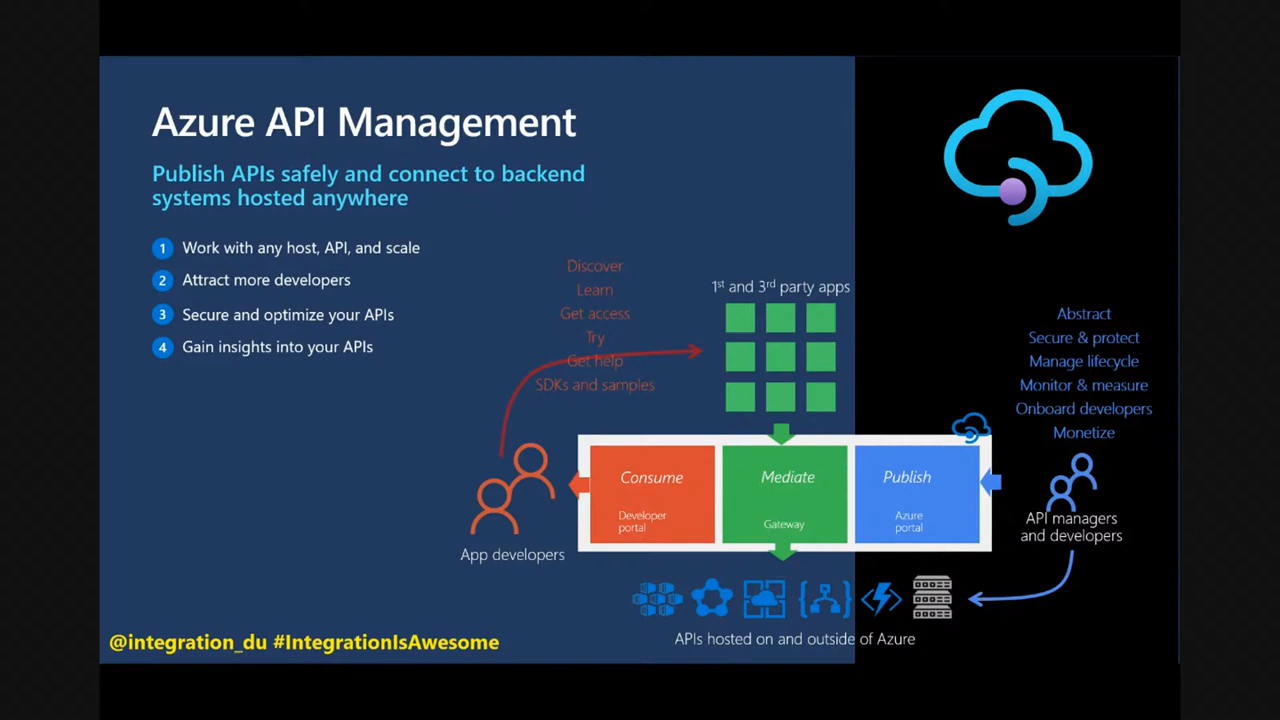 Azure API Management
Publish APIs safely and connect to backend
systems hosted anywhere
1 Work with any host, API, and scale
2 Attract more developers
3 Secure and optimize your APIs
4 Gain insights into your APIs
Discover
Learn
Get access
Try
Get help
SDKs and samples
1st and 3rd party apps
Abstract
Secure & protect
Manage lifecycle
Monitor & measure
Onboard developers
Monetize
Consume
Developer
portal
Mediate
Gateway
Publish
Azure
portal
App developers
API managers
and developers
APIs hosted on and outside of Azure
@integration_du #IntegrationIsAwesome